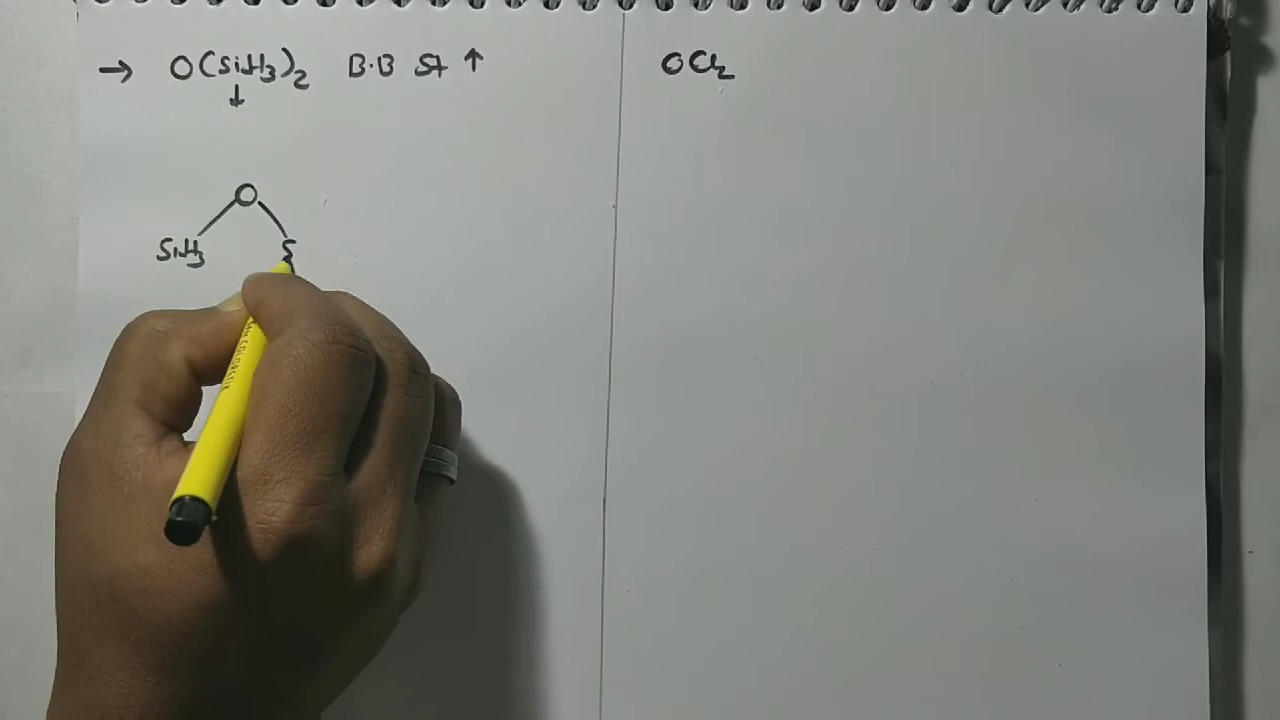 → O(SiH₃)₂ B·B St ↑
↓
O
SiH₃ S
OCl₂